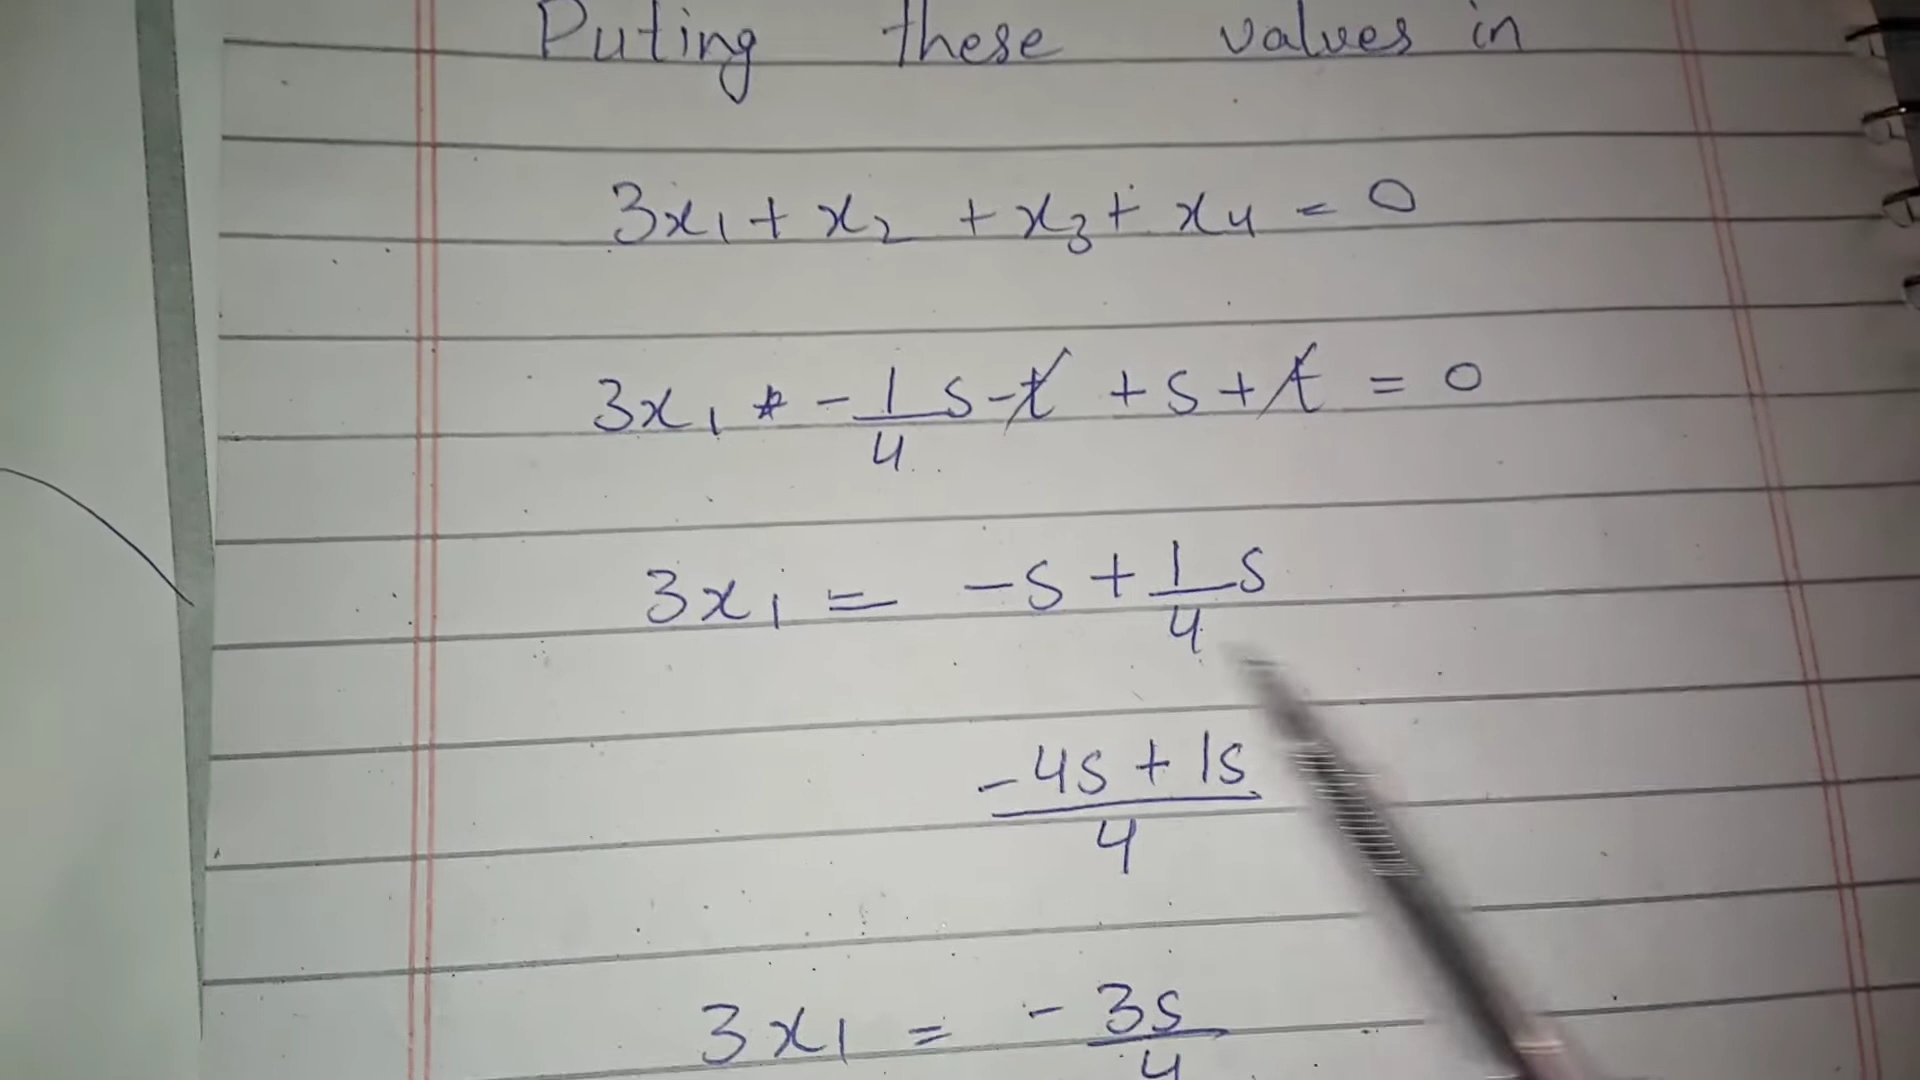 Puting these values in
3x₁ + x₂ + x₃ + x₄ = 0
3x₁ - 1/4 s - t + s + t = 0
3x₁ = -s + 1/4 s
-4s + 1s / 4
3x₁ = - 3s/4